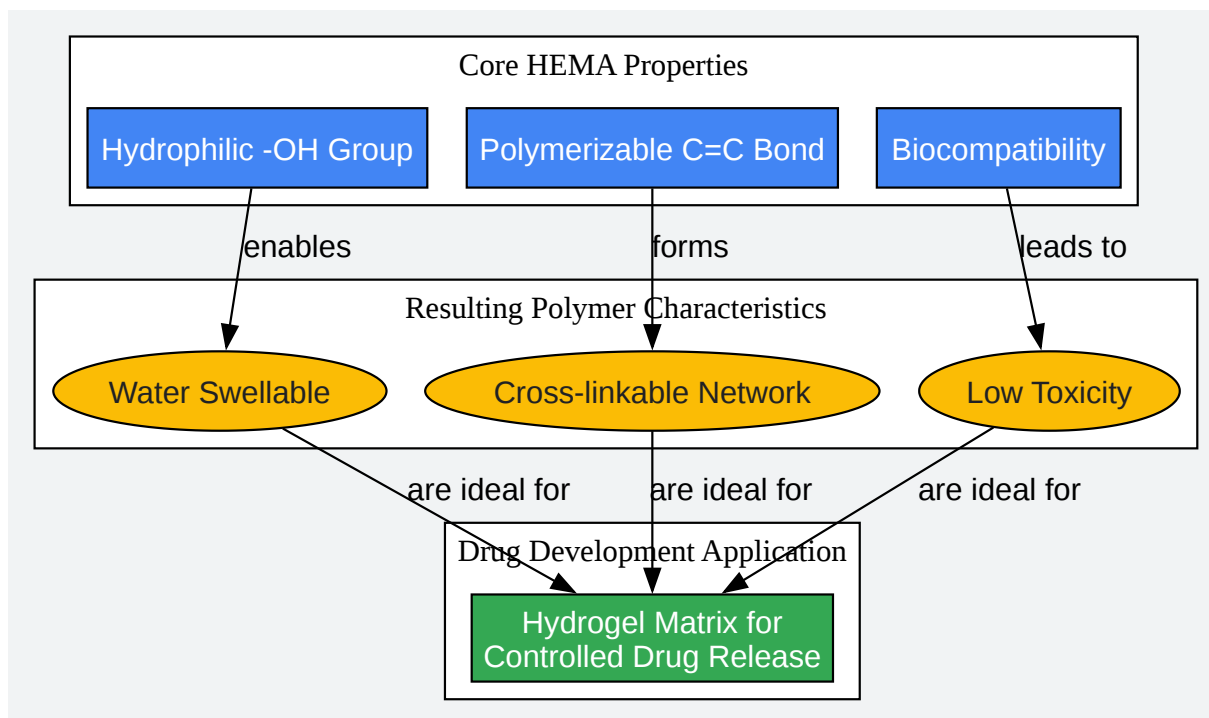 Core HEMA Properties
Hydrophilic -OH Group
Polymerizable C=C Bond
Biocompatibility
enables
forms
leads to
Resulting Polymer Characteristics
Water Swellable
Cross-linkable Network
Low Toxicity
are ideal for
are ideal for
are ideal for
Drug Development Application
Hydrogel Matrix for
Controlled Drug Release